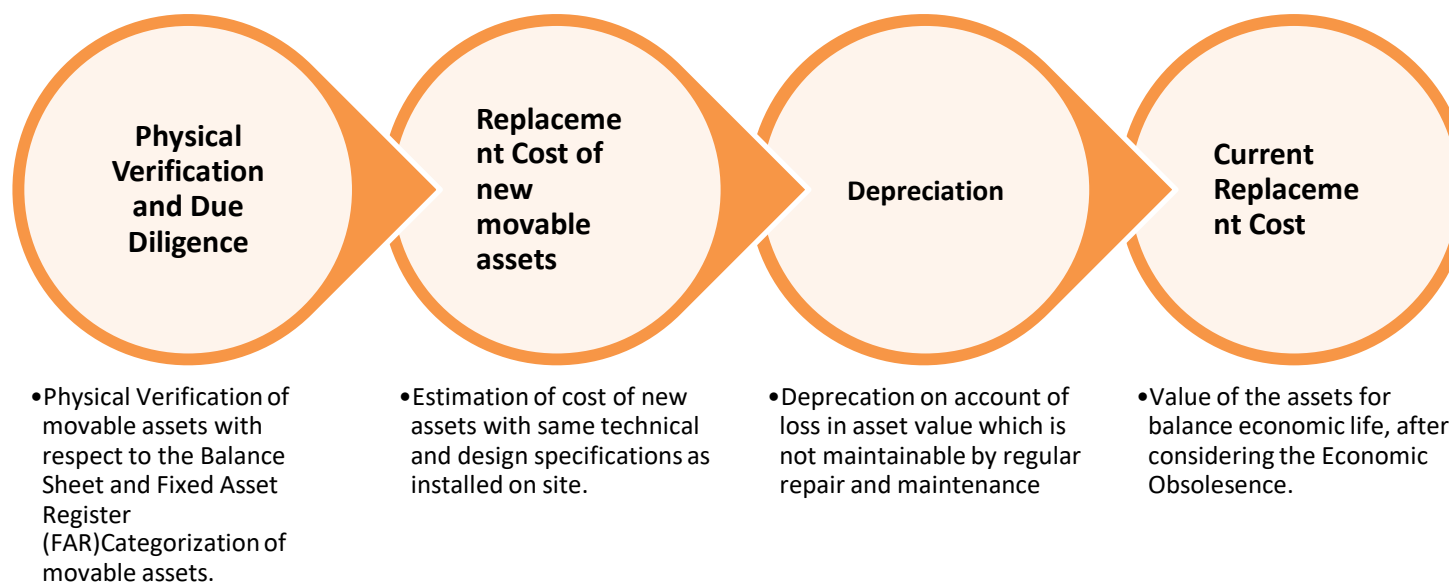 Physical
Verification
and Due
Diligence
Replaceme
nt Cost of
new
movable
assets
Depreciation
Current
Replaceme
nt Cost
•Physical Verification of
movable assets with
respect to the Balance
Sheet and Fixed Asset
Register
(FAR)Categorization of
movable assets.
•Estimation of cost of new
assets with same technical
and design specifications as
installed on site.
•Deprecation on account of
loss in asset value which is
not maintainable by regular
repair and maintenance
•Value of the assets for
balance economic life, after
considering the Economic
Obsolesence.